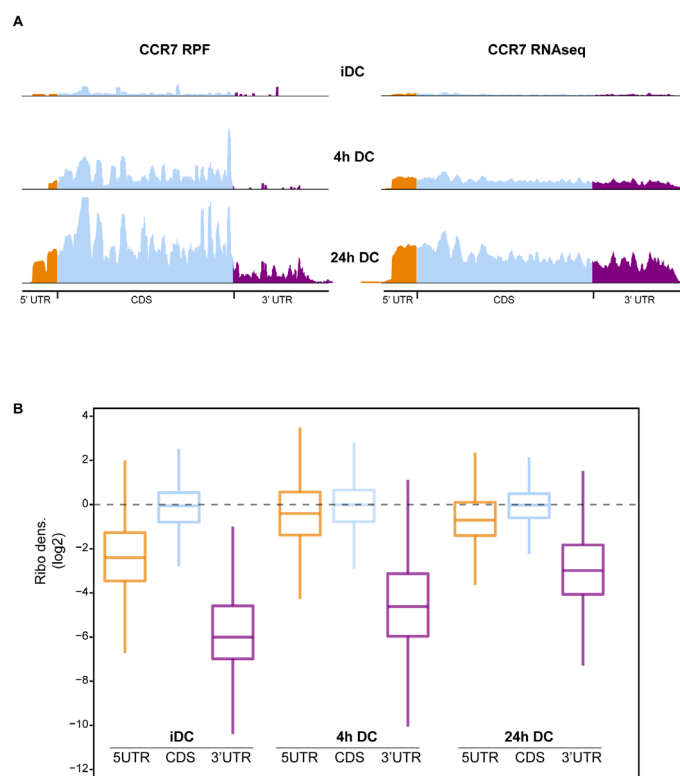 A
CCR7 RPF
CCR7 RNAseq
iDC
4h DC
24h DC
5' UTR CDS 3' UTR
5' UTR CDS 3' UTR
B
4
2
0
−2
−4
−6
−8
−10
−12
Ribo dens.
(log2)
iDC 4h DC 24h DC
5UTR CDS 3'UTR 5UTR CDS 3'UTR 5UTR CDS 3'UTR